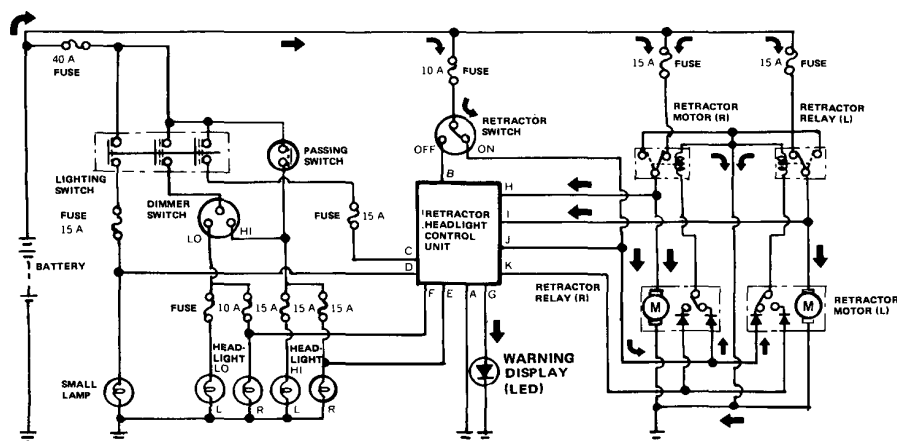 40 A
FUSE
10 A
FUSE
15 A
FUSE
15 A
FUSE
RETRACTOR
SWITCH
RETRACTOR
MOTOR (R)
RETRACTOR
RELAY (L)
PASSING
SWITCH
OFF
ON
LIGHTING
SWITCH
DIMMER
SWITCH
B
H
FUSE
15 A
LO
HI
FUSE
15 A
RETRACTOR
HEADLIGHT
CONTROL
UNIT
I
J
C
D
K
BATTERY
RETRACTOR
RELAY (R)
F
E
A
G
FUSE
10 A
15 A
15 A
15 A
M
M
RETRACTOR
MOTOR (L)
HEAD-
LIGHT
LO
HEAD-
LIGHT
HI
WARNING
DISPLAY
(LED)
SMALL
LAMP
L
R
L
R